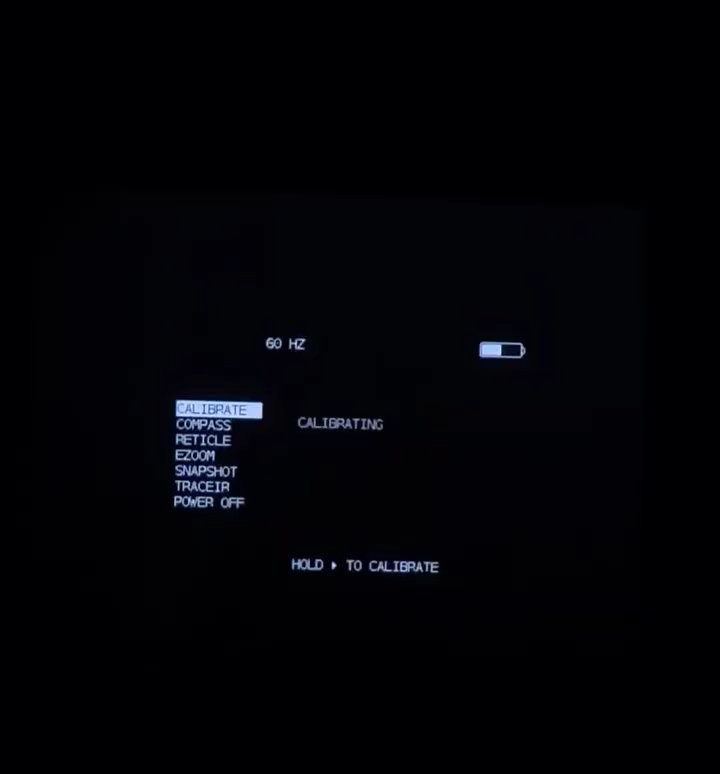 60 HZ
CALIBRATE
COMPASS
CALIBRATING
RETICLE
EZOOM
SNAPSHOT
TRACEIR
POWER OFF
HOLD ▸ TO CALIBRATE